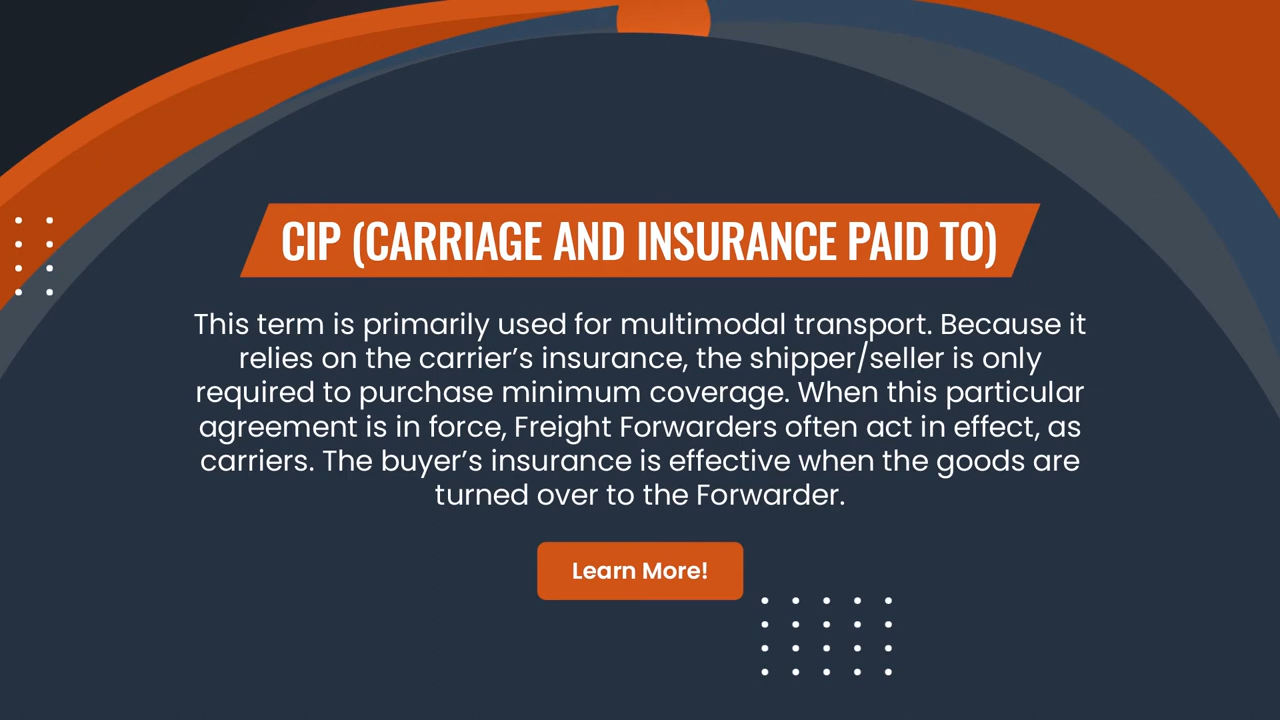 CIP (CARRIAGE AND INSURANCE PAID TO)
This term is primarily used for multimodal transport. Because it
relies on the carrier’s insurance, the shipper/seller is only
required to purchase minimum coverage. When this particular
agreement is in force, Freight Forwarders often act in effect, as
carriers. The buyer’s insurance is effective when the goods are
turned over to the Forwarder.
Learn More!